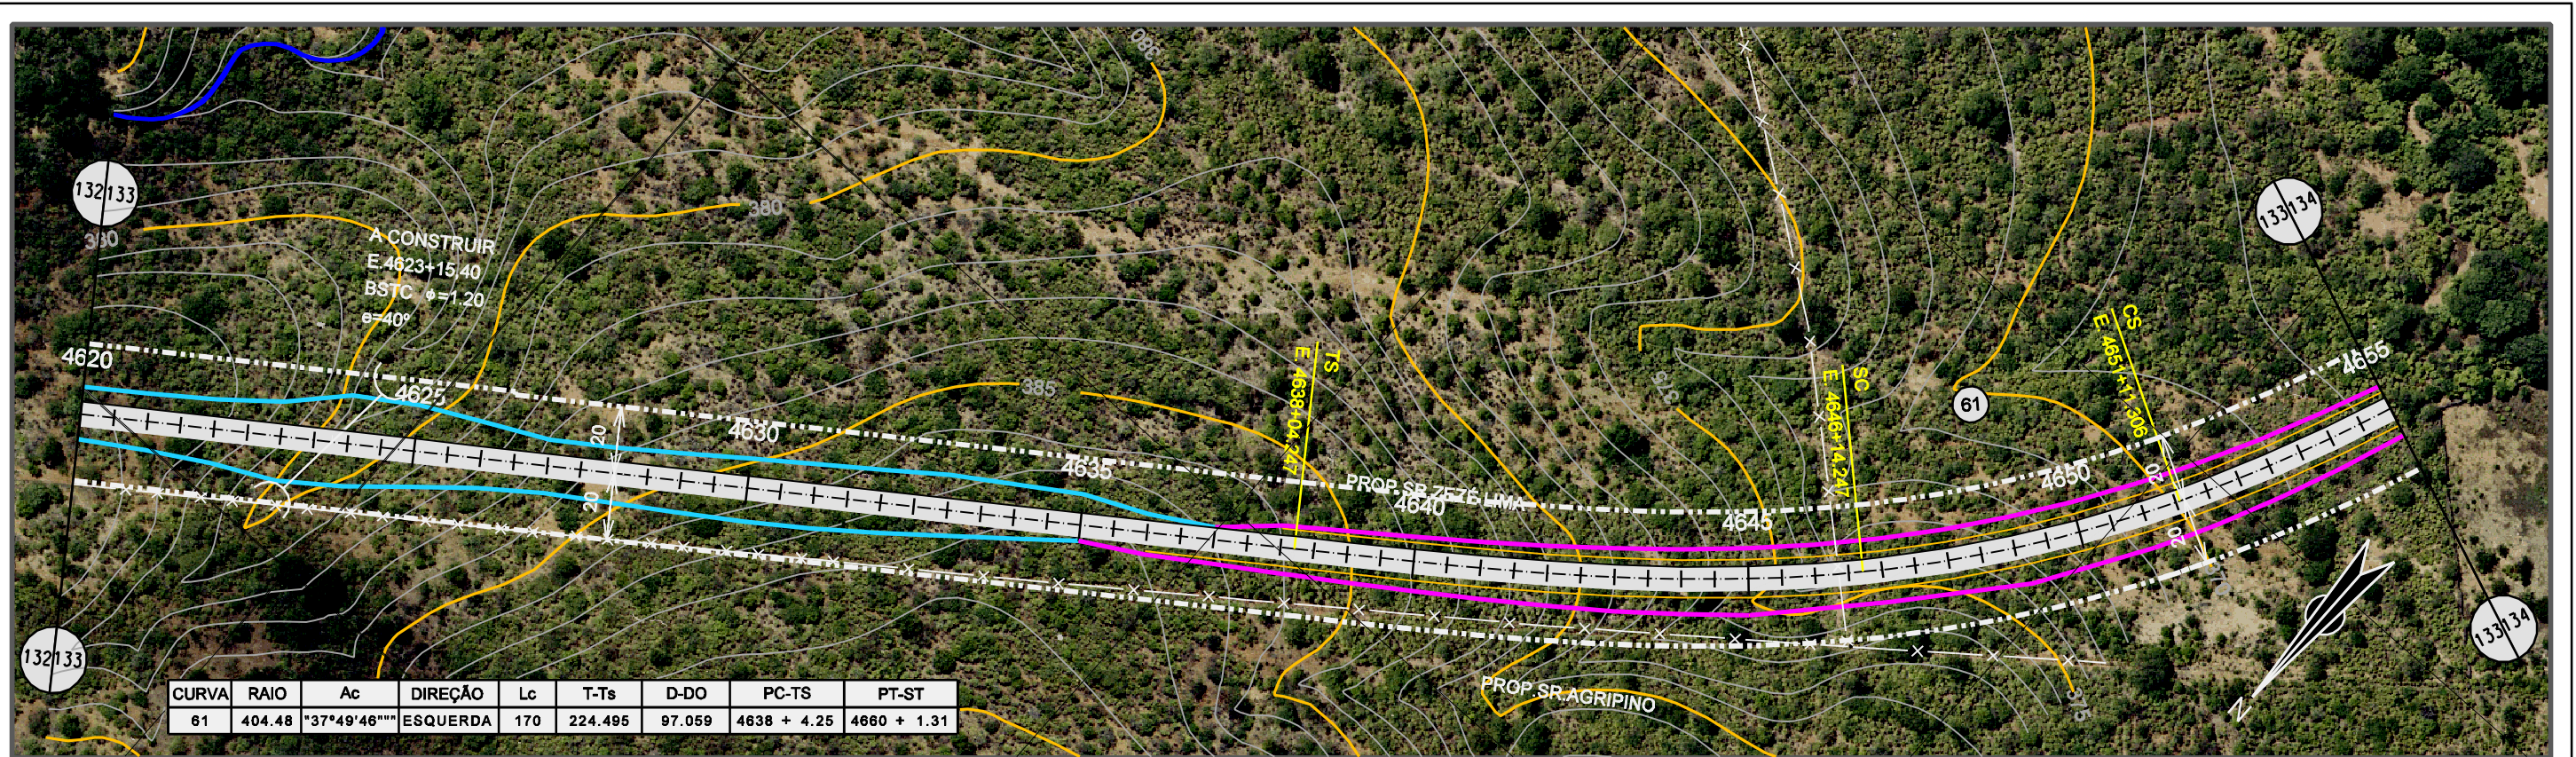 080
132 133
380
380
A CONSTRUIR
E.4623+15,40
BSTC ϕ=1.20
e=40º
4620
4625
20
20
4630
385
4635
TS
E. 4638+04.247
PROP.SR.ZEZÉ LIMA
4640
375
4645
SC
E. 4646+14.247
61
CS
E. 4651+11.306
4650
20
20
4655
133 134
132 133
133 134
N
PROP.SR.AGRIPINO
375
CURVA RAIO Ac DIREÇÃO Lc T-Ts D-DO PC-TS PT-ST
61 404.48 "37°49'46""" ESQUERDA 170 224.495 97.059 4638 + 4.25 4660 + 1.31